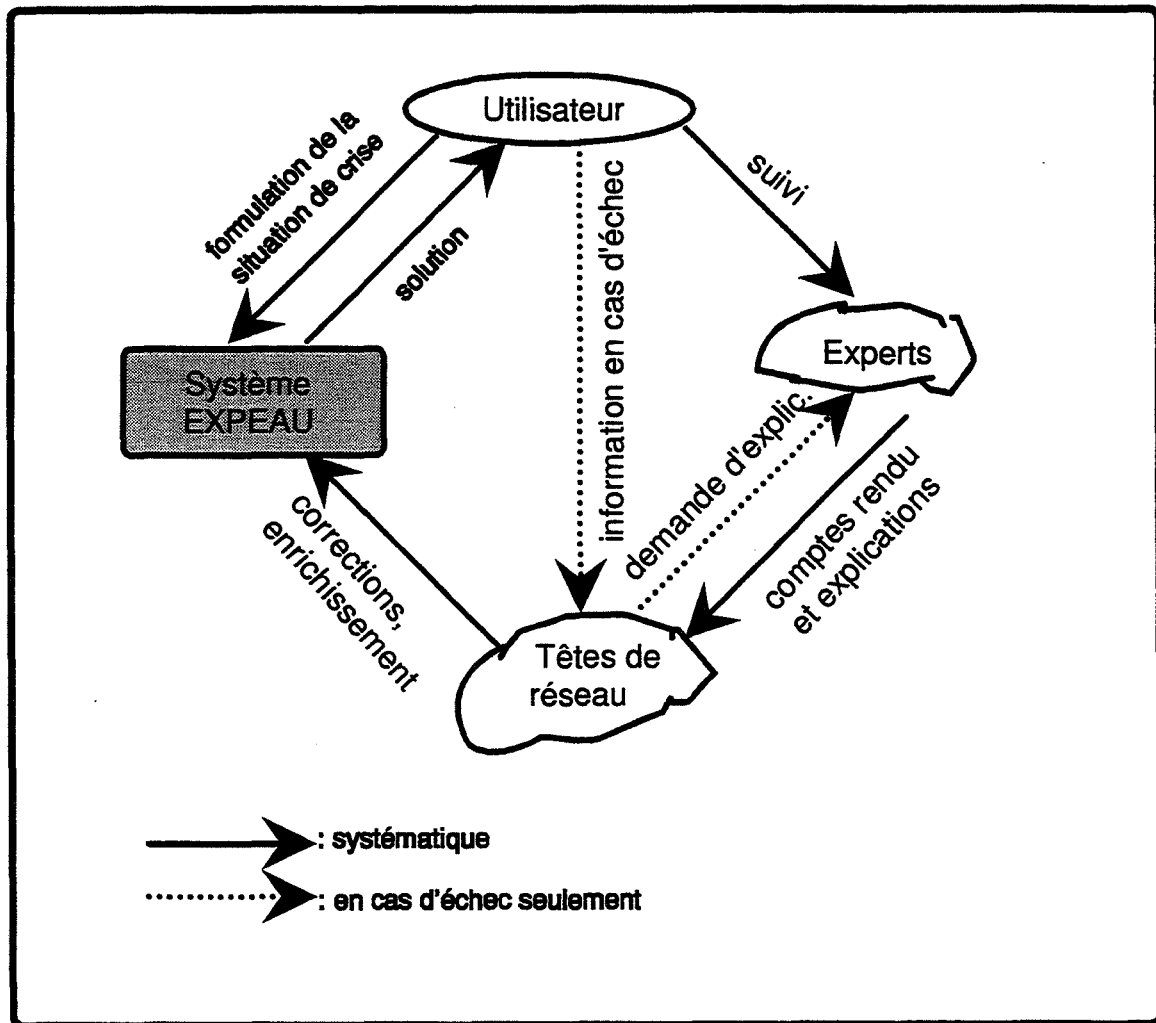 Utilisateur
formulation de la
situation de crise
solution
information en cas d'échec
suivi
Système
EXPEAU
Experts
demande d'explic.
comptes rendu
et explications
corrections,
enrichissement
Têtes de
réseau
: systématique
: en cas d'échec seulement